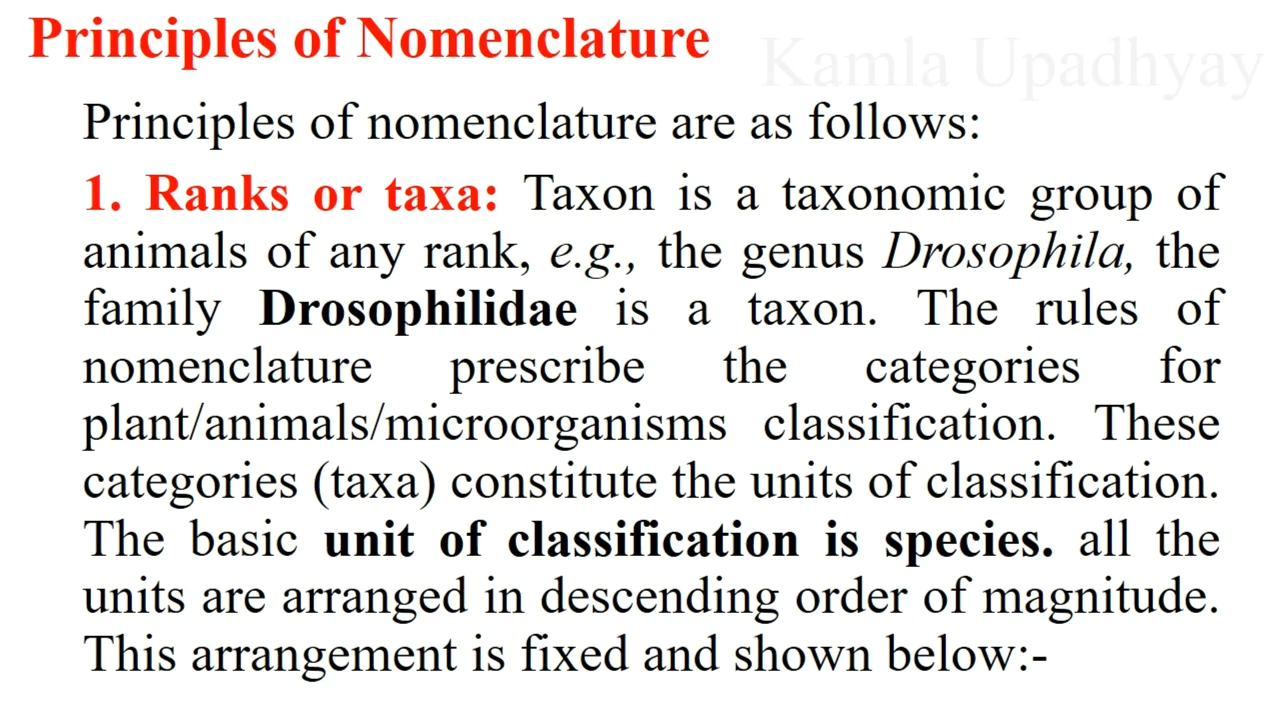 Principles of Nomenclature
Kamla Upadhyay
Principles of nomenclature are as follows:
1. Ranks or taxa: Taxon is a taxonomic group of
animals of any rank, e.g., the genus Drosophila, the
family Drosophilidae is a taxon. The rules of
nomenclature prescribe the categories for
plant/animals/microorganisms classification. These
categories (taxa) constitute the units of classification.
The basic unit of classification is species. all the
units are arranged in descending order of magnitude.
This arrangement is fixed and shown below:-